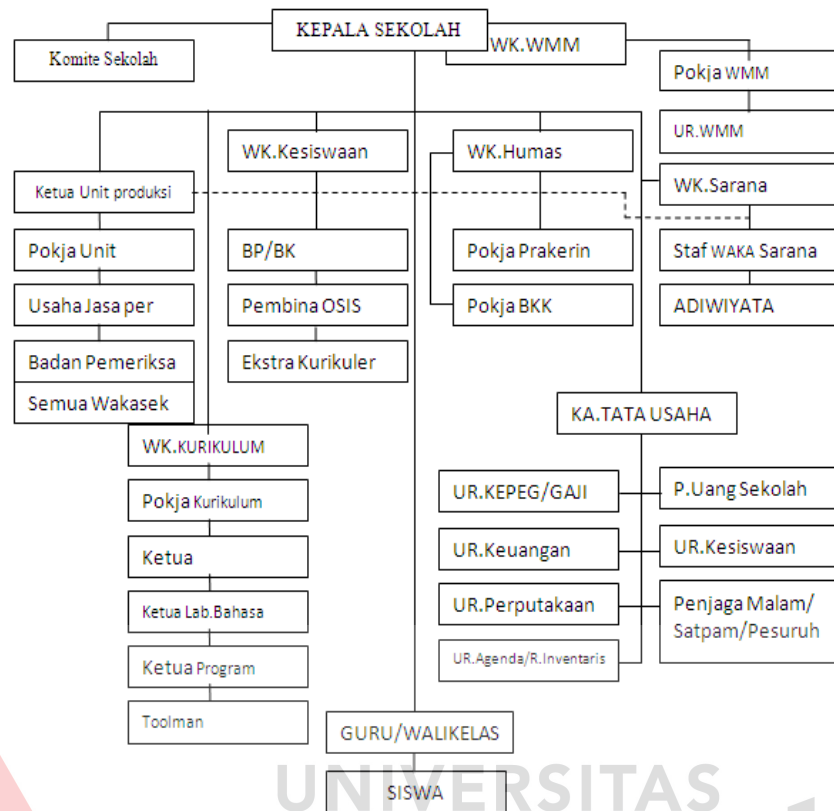 KEPALA SEKOLAH
Komite Sekolah
WK.WMM
Pokja WMM
UR.WMM
WK.Kesiswaan
WK.Humas
Ketua Unit produksi
WK.Sarana
Pokja Unit
BP/BK
Pokja Prakerin
Staf WAKA Sarana
Usaha Jasa per
Pembina OSIS
Pokja BKK
ADIWIYATA
Badan Pemeriksa
Ekstra Kurikuler
Semua Wakasek
KA.TATA USAHA
WK.KURIKULUM
Pokja Kurikulum
UR.KEPEG/GAJI
P.Uang Sekolah
Ketua
UR.Keuangan
UR.Kesiswaan
Ketua Lab.Bahasa
UR.Perputakaan
Penjaga Malam/
Satpam/Pesuruh
Ketua Program
UR.Agenda/R.Inventaris
Toolman
GURU/WALIKELAS
SISWA
UNIVERSITAS